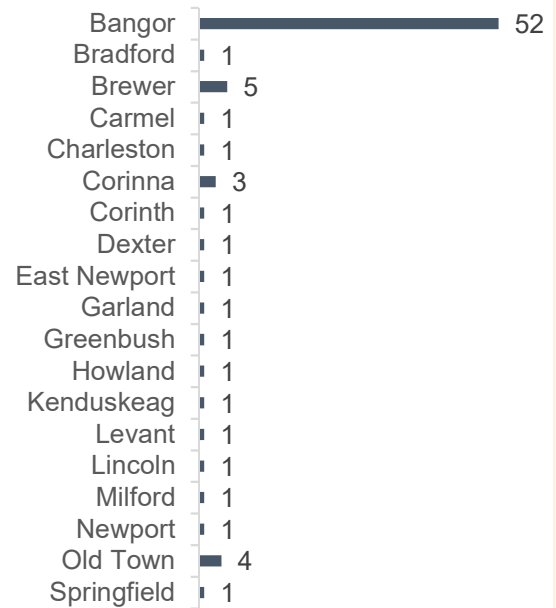 Bangor 52
Bradford 1
Brewer 5
Carmel 1
Charleston 1
Corinna 3
Corinth 1
Dexter 1
East Newport 1
Garland 1
Greenbush 1
Howland 1
Kenduskeag 1
Levant 1
Lincoln 1
Milford 1
Newport 1
Old Town 4
Springfield 1